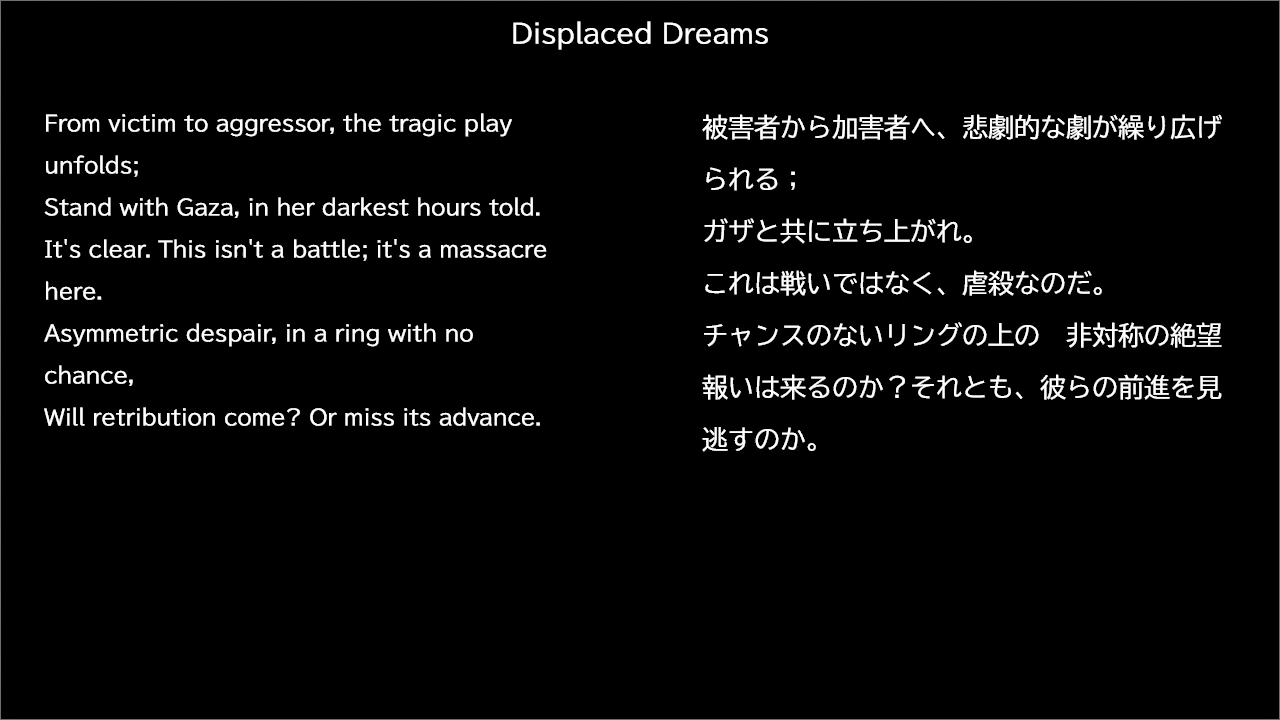 Displaced Dreams
From victim to aggressor, the tragic play
unfolds;
Stand with Gaza, in her darkest hours told.
It's clear. This isn't a battle; it's a massacre
here.
Asymmetric despair, in a ring with no
chance,
Will retribution come? Or miss its advance.
被害者から加害者へ、悲劇的な劇が繰り広げ
られる；
ガザと共に立ち上がれ。
これは戦いではなく、虐殺なのだ。
チャンスのないリングの上の　非対称の絶望
報いは来るのか？それとも、彼らの前進を見
逃すのか。